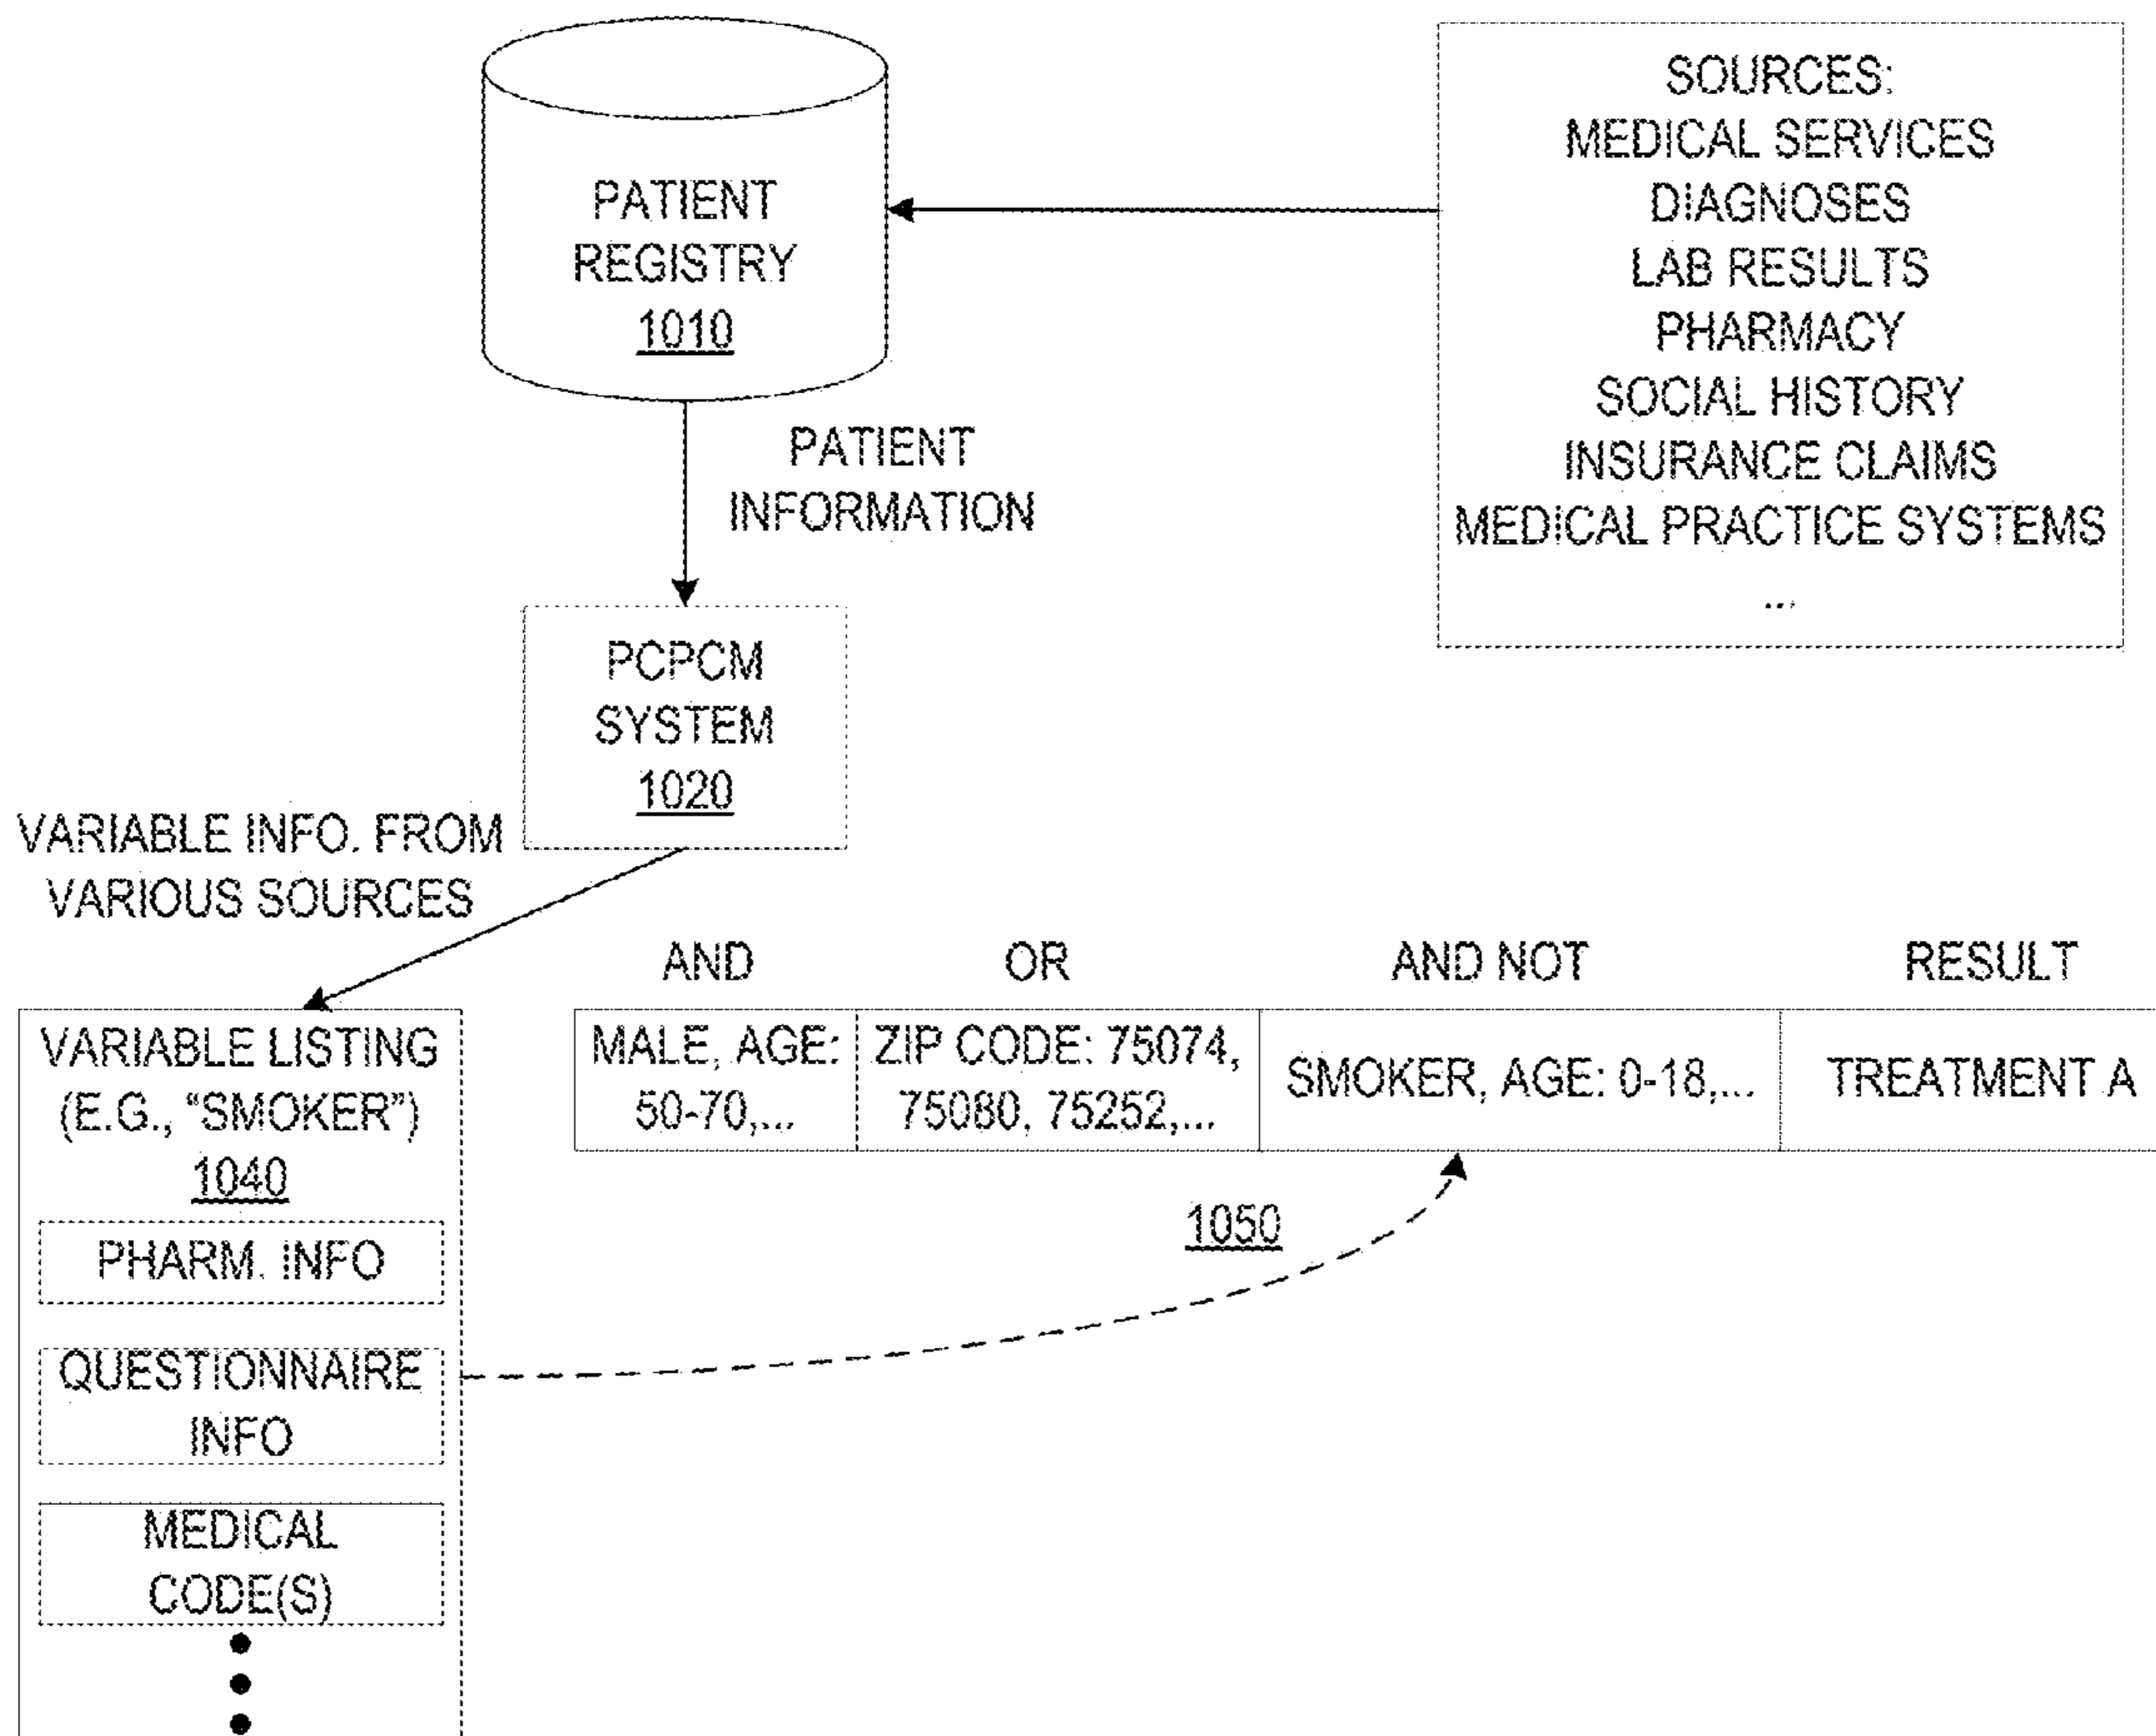 PATIENT
REGISTRY
1010
SOURCES:
MEDICAL SERVICES
DIAGNOSES
LAB RESULTS
PHARMACY
SOCIAL HISTORY
INSURANCE CLAIMS
MEDICAL PRACTICE SYSTEMS
...
PATIENT
INFORMATION
PCPCM
SYSTEM
1020
VARIABLE INFO. FROM
VARIOUS SOURCES
VARIABLE LISTING
(E.G., "SMOKER")
1040
PHARM. INFO
QUESTIONNAIRE
INFO
MEDICAL
CODE(S)
AND
OR
AND NOT
RESULT
MALE, AGE:
50-70,...
ZIP CODE: 75074,
75080, 75252,...
SMOKER, AGE: 0-18,...
TREATMENT A
1050